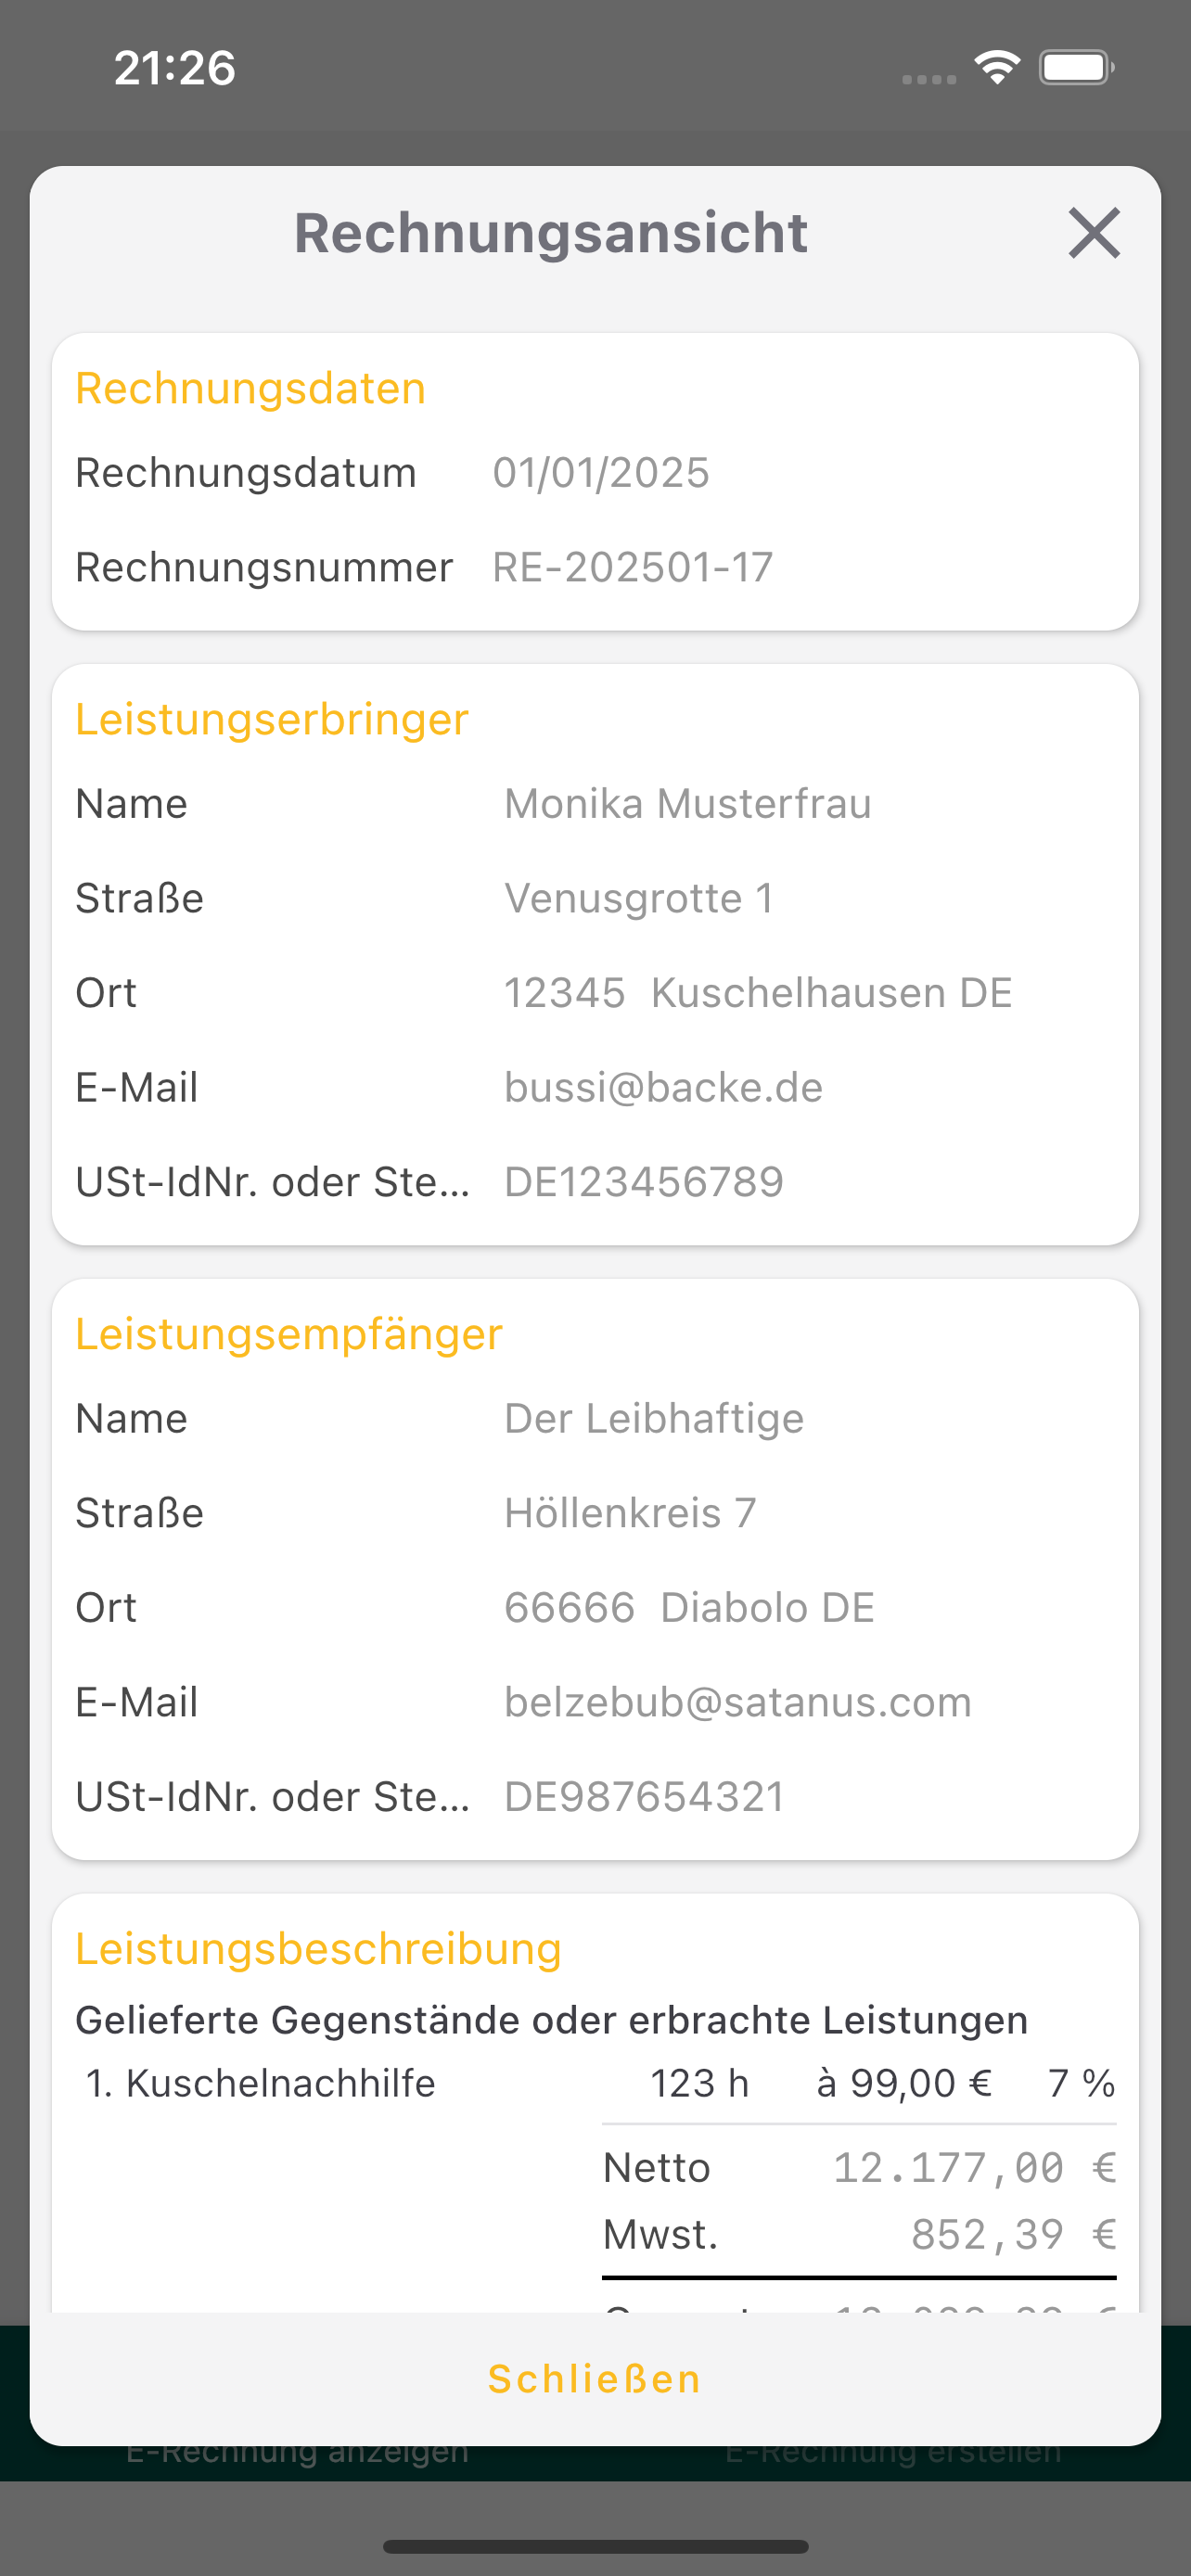 21:26
Rechnungsansicht
Rechnungsdaten
Rechnungsdatum 01/01/2025
Rechnungsnummer RE-202501-17
Leistungserbringer
Name Monika Musterfrau
Straße Venusgrotte 1
Ort 12345 Kuschelhausen DE
E-Mail bussi@backe.de
USt-IdNr. oder Ste... DE123456789
Leistungsempfänger
Name Der Leibhaftige
Straße Höllenkreis 7
Ort 66666 Diabolo DE
E-Mail belzebub@satanus.com
USt-IdNr. oder Ste... DE987654321
Leistungsbeschreibung
Gelieferte Gegenstände oder erbrachte Leistungen
1. Kuschelnachhilfe 123 h à 99,00 € 7 %
Netto 12.177,00 €
Mwst. 852,39 €
Schließen
E-Rechnung anzeigen E-Rechnung erstellen